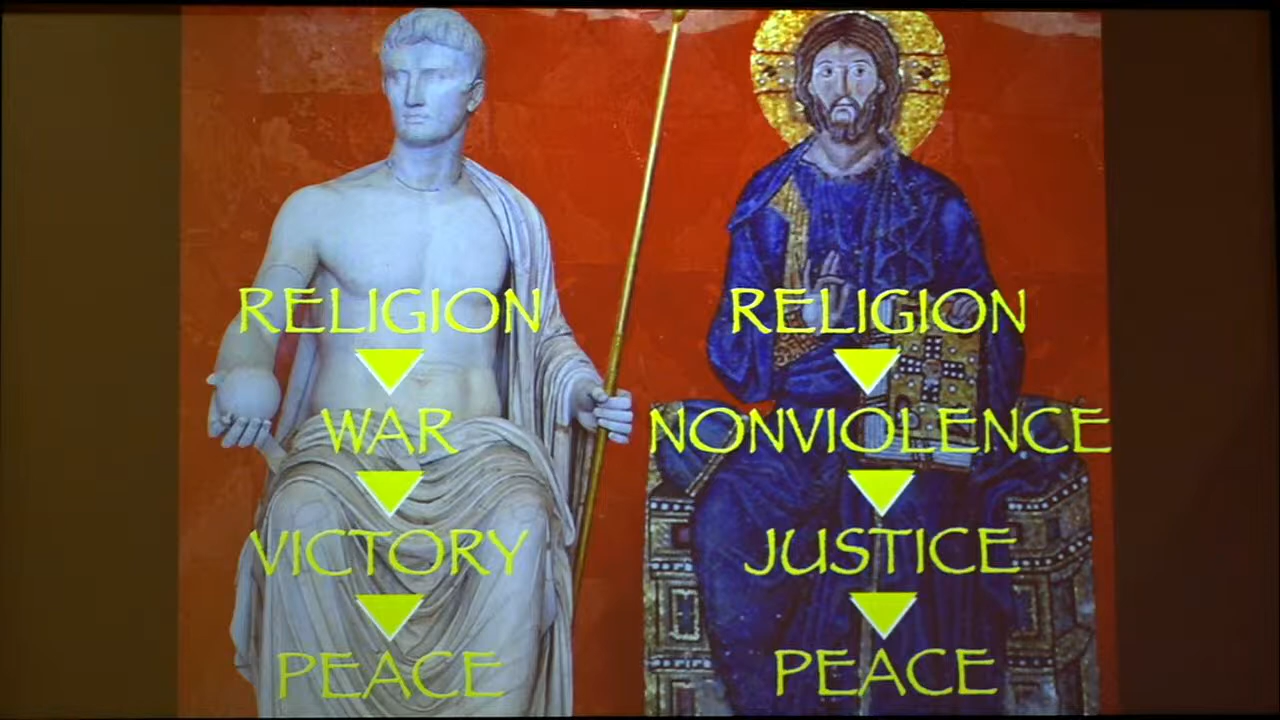 RELIGION
WAR
VICTORY
PEACE
RELIGION
NONVIOLENCE
JUSTICE
PEACE